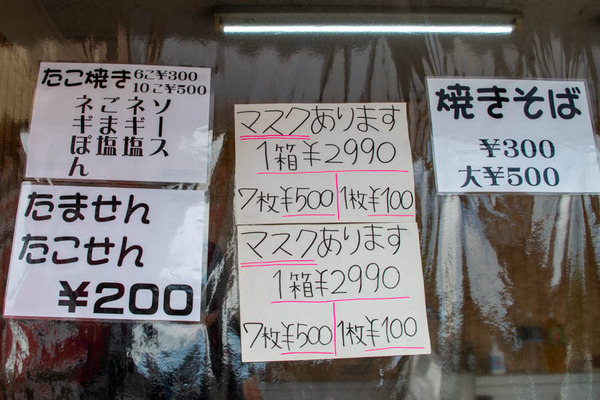 たこ焼き
6こ¥300
10こ¥500
ソース
ネギ塩
ごま塩
ネギぽん
たません
たこせん
¥200
マスクあります
1箱¥2990
7枚¥500 1枚¥100
マスクあります
1箱¥2990
7枚¥500 1枚¥100
焼きそば
¥300
大¥500